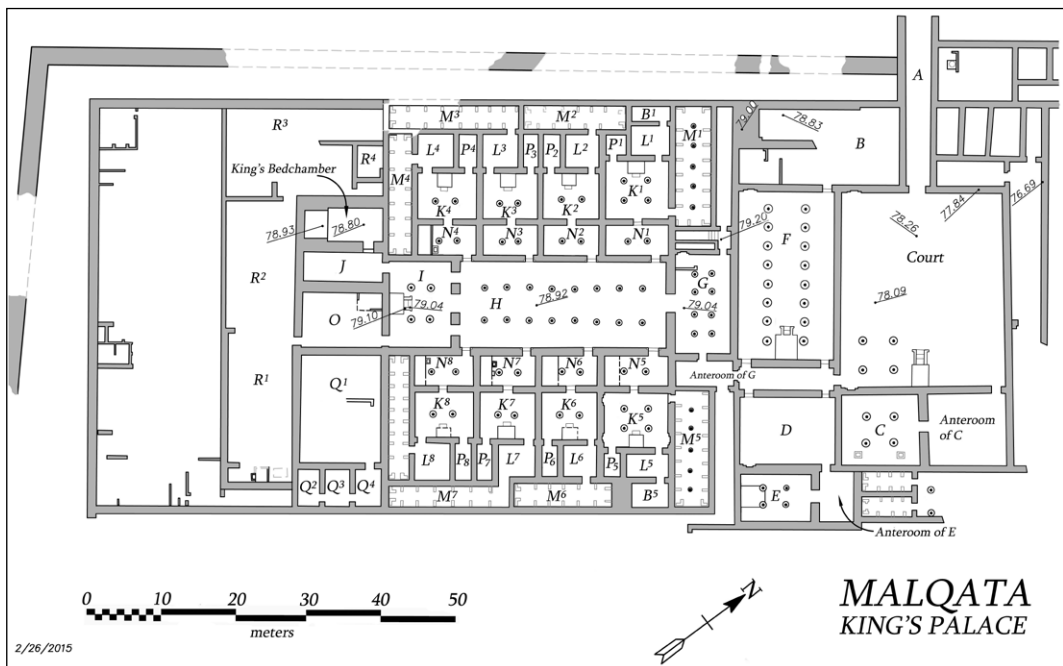 A
R3
M3
M2
B1
M1
79.00
78.83
B
L4
P4
L3
P3
P2
L2
P1
L1
R4
King's Bedchamber
M4
K4
K3
K2
K1
77.84
76.69
78.93
78.80
N4
N3
N2
N1
79.20
F
78.26
Court
J
I
G
R2
H
78.92
79.04
78.09
O
79.10
79.04
N8
N7
N6
N5
Anteroom of G
R1
Q1
K8
K7
K6
K5
M5
D
C
Anteroom
of C
L8
P8
P7
L7
P6
L6
P5
L5
Q2
Q3
Q4
M7
M6
B5
E
Anteroom of E
0 10 20 30 40 50
meters
N
MALQATA
KING'S PALACE
2/26/2015